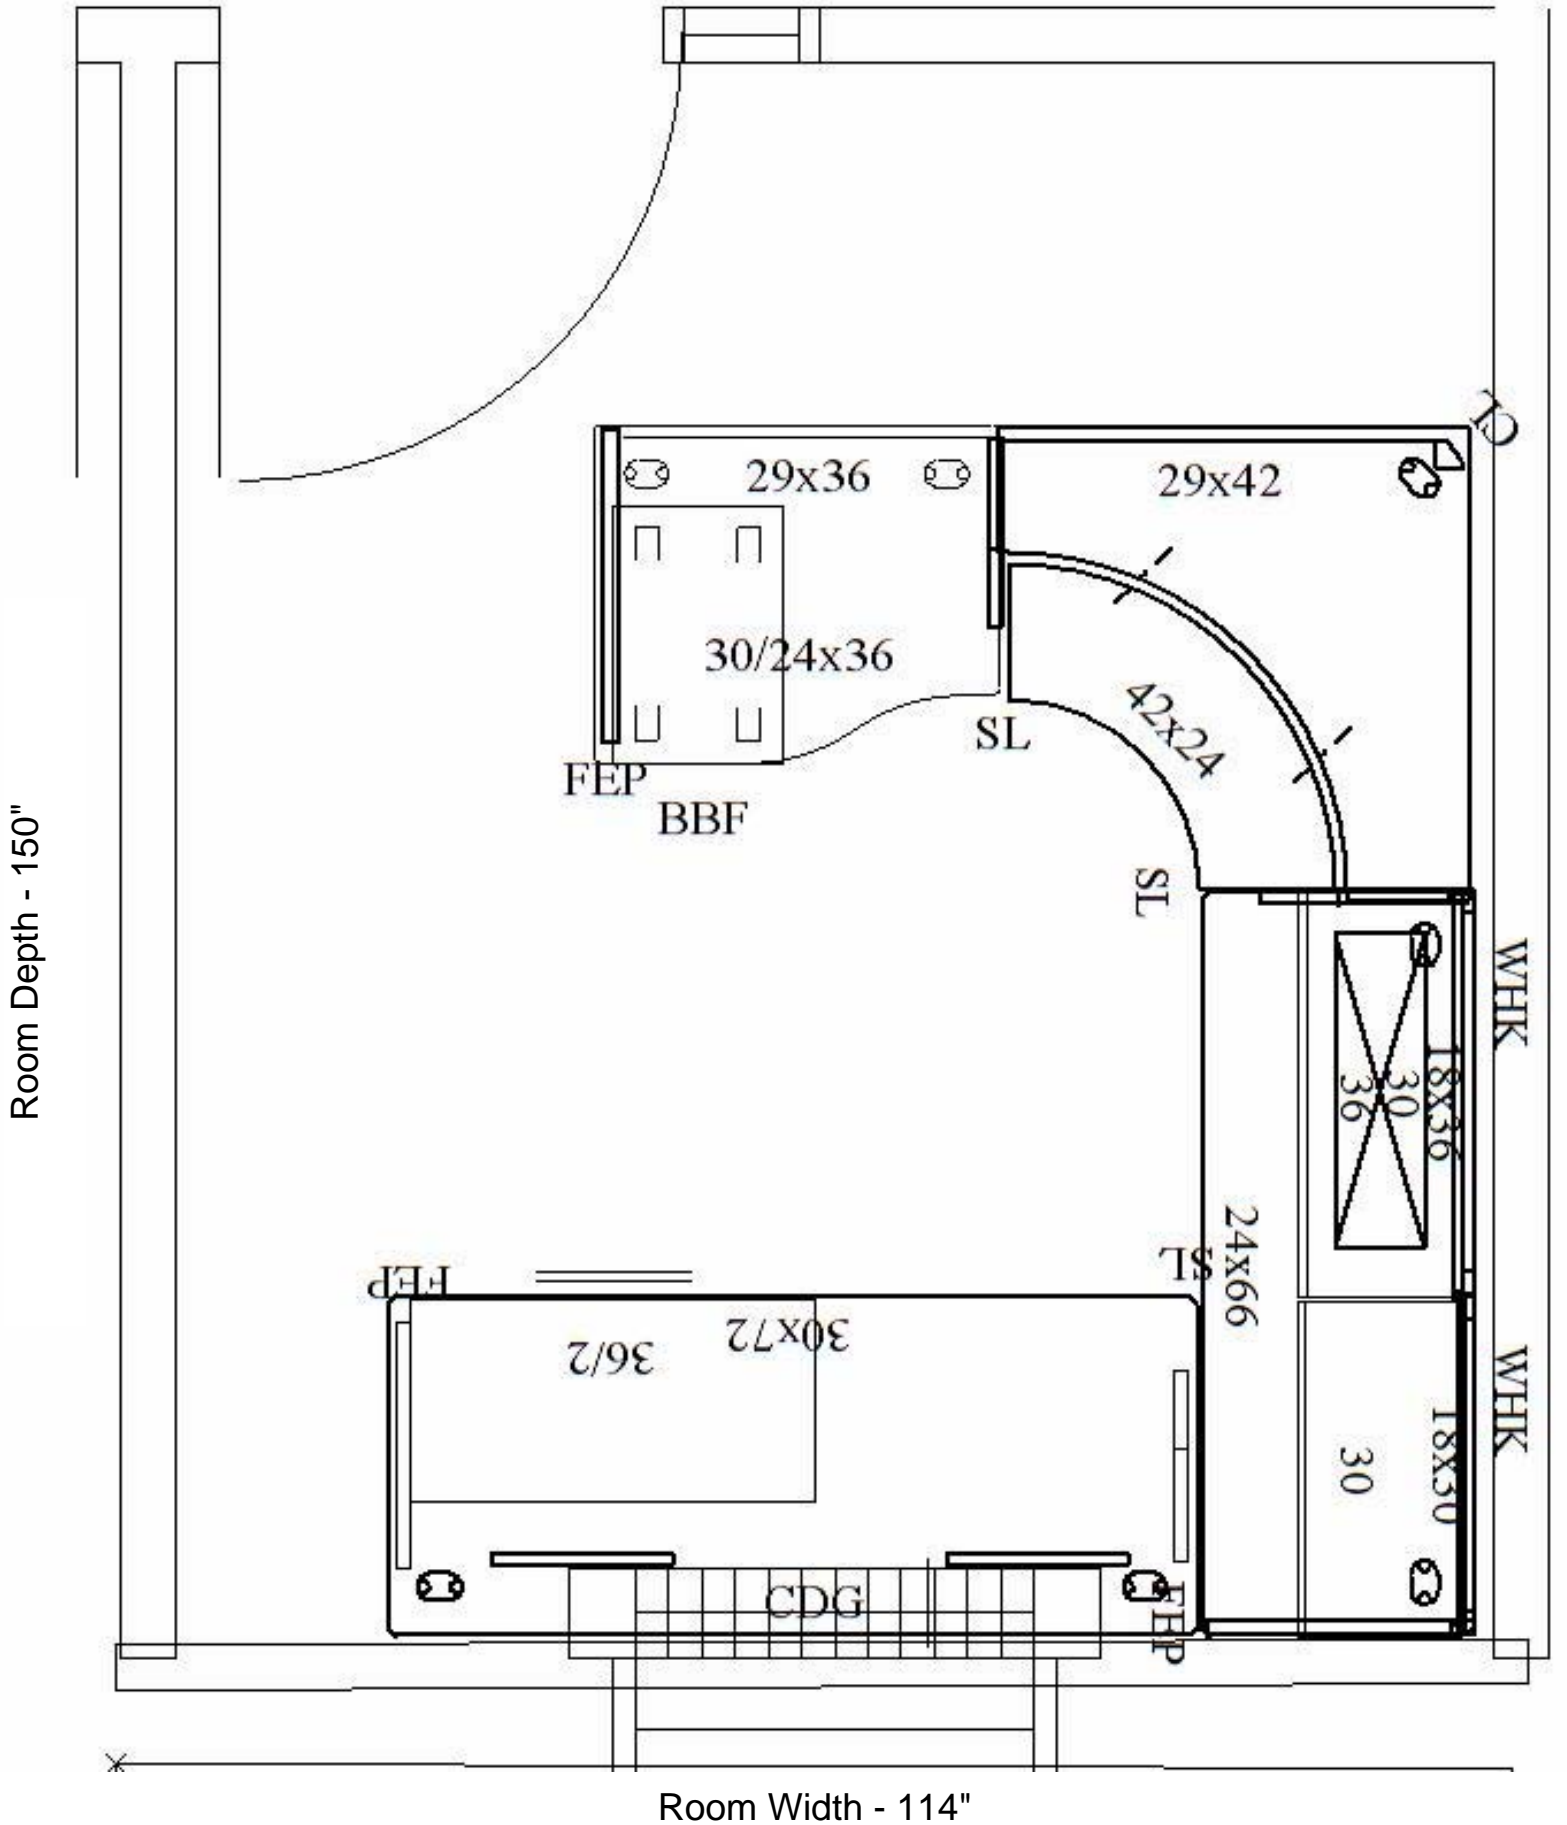 CL
29x36
29x42
30/24x36
42x24
SL
FEP
BBF
SL
WHK
18x36
30
36
24x66
SL
FEP
30x72
36/2
WHK
18x30
30
CDG
FEP
Room Depth - 150"
Room Width - 114"